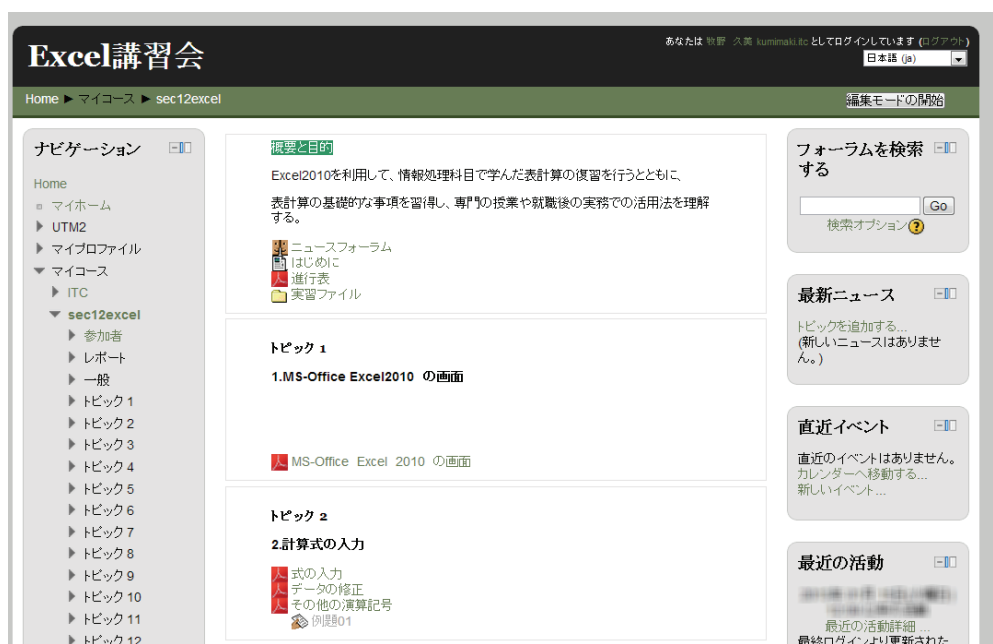 Excel講習会
あなたは 牧野 久美 kumimaki.itc としてログインしています (ログアウト)
日本語 (ja)
Home ► マイコース ► sec12excel
編集モードの開始
ナビゲーション
Home
マイホーム
UTM2
マイプロファイル
マイコース
ITC
sec12excel
参加者
レポート
一般
トピック 1
トピック 2
トピック 3
トピック 4
トピック 5
トピック 6
トピック 7
トピック 8
トピック 9
トピック 10
トピック 11
トピック 12
概要と目的
Excel2010を利用して、情報処理科目で学んだ表計算の復習を行うとともに、
表計算の基礎的な事項を習得し、専門の授業や就職後の実務での活用法を理解
する。
ニュースフォーラム
はじめに
進行表
実習ファイル
トピック 1
1.MS-Office Excel2010 の画面
MS-Office Excel 2010 の画面
トピック 2
2.計算式の入力
式の入力
データの修正
その他の演算記号
例題01
フォーラムを検索
する
Go
検索オプション
最新ニュース
トピックを追加する...
(新しいニュースはありませ
ん。)
直近イベント
直近のイベントはありません。
カレンダーへ移動する...
新しいイベント...
最近の活動
最近の活動詳細 ...
最終ログインより更新された